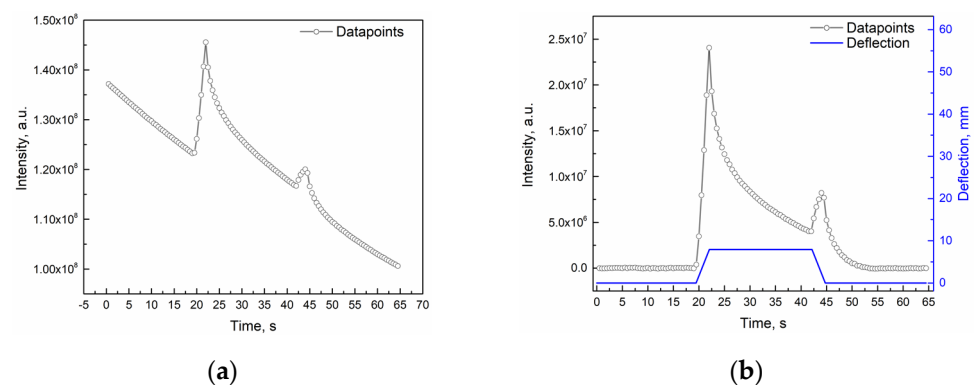 1.50x10⁸
1.40x10⁸
1.30x10⁸
1.20x10⁸
1.10x10⁸
1.00x10⁸
Intensity, a.u.
Datapoints
-5 0 5 10 15 20 25 30 35 40 45 50 55 60 65 70
Time, s
(a)
2.5x10⁷
2.0x10⁷
1.5x10⁷
1.0x10⁷
5.0x10⁶
0.0
Intensity, a.u.
Datapoints
Deflection
60
50
40
30
20
10
0
Deflection, mm
0 5 10 15 20 25 30 35 40 45 50 55 60 65
Time, s
(b)